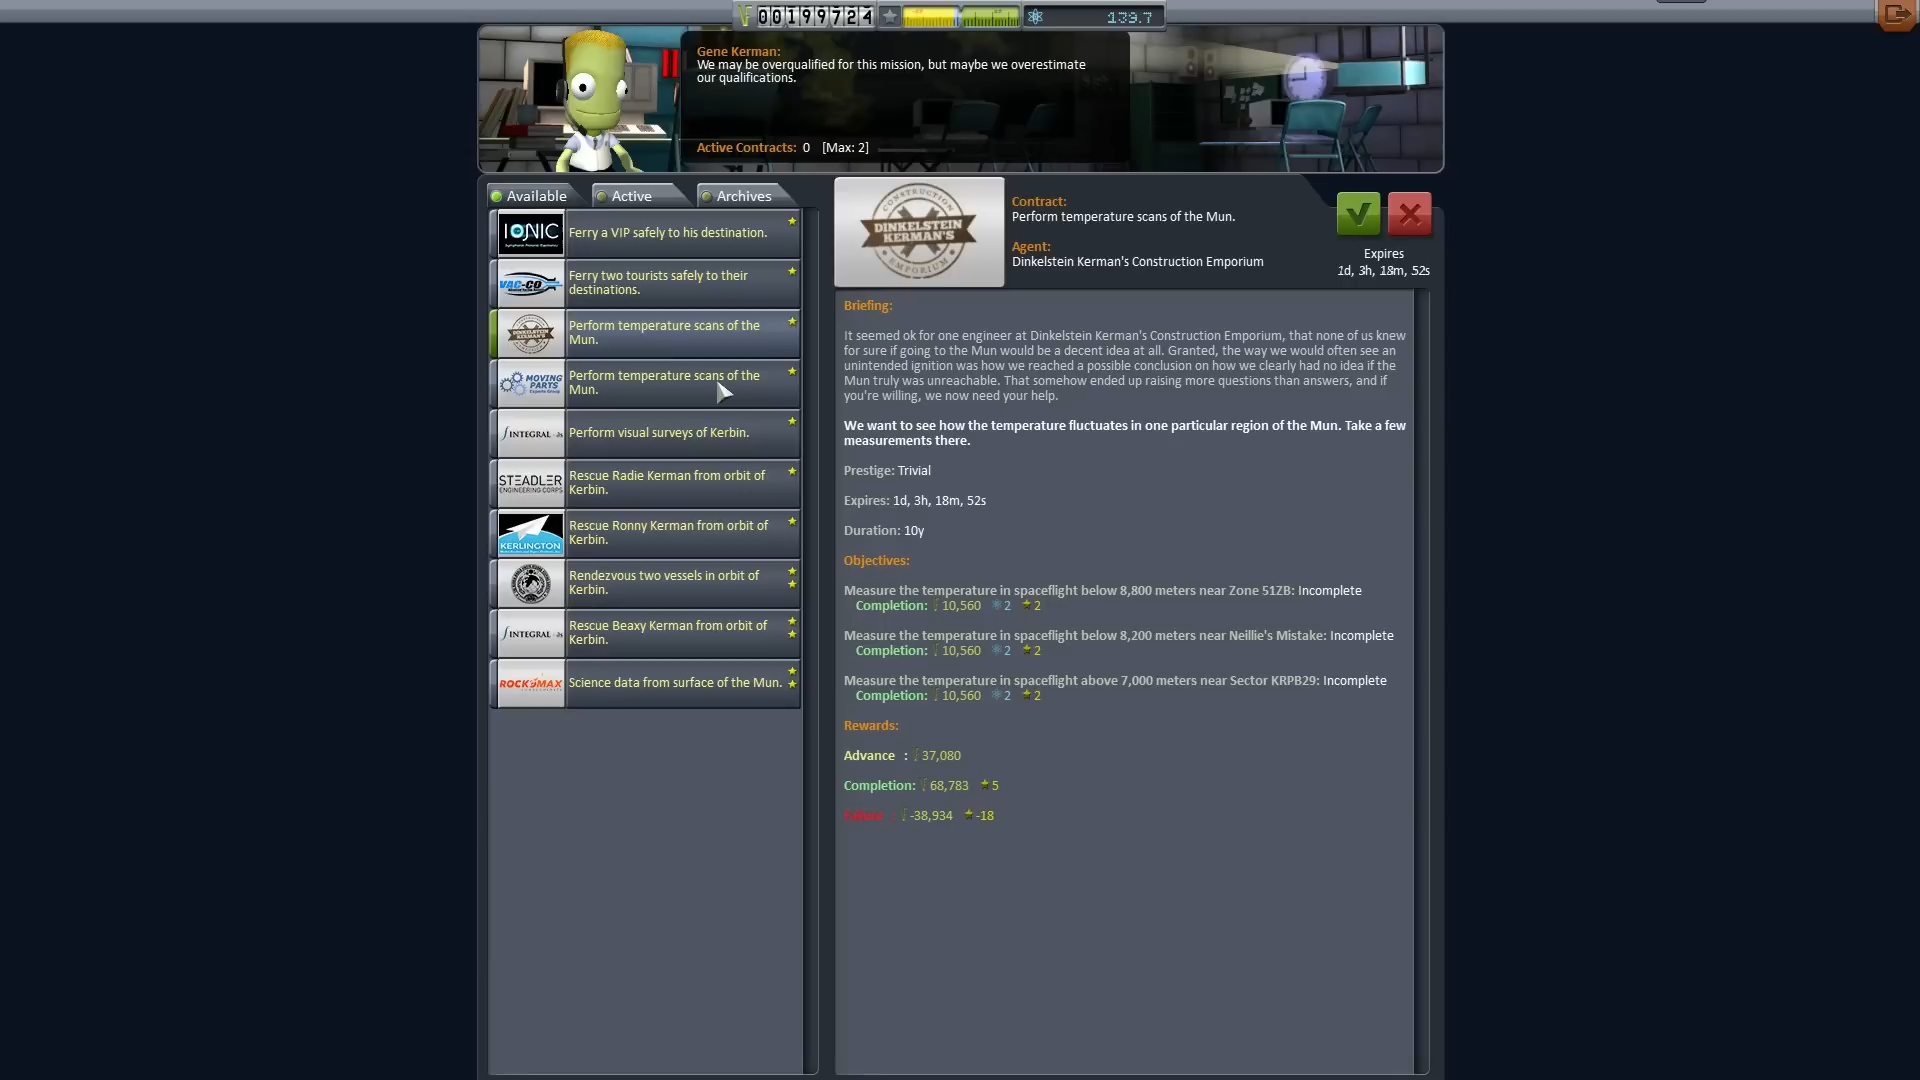 00199724
139.7
Gene Kerman:
We may be overqualified for this mission, but maybe we overestimate
our qualifications.
Active Contracts: 0 [Max: 2]
Available
Active
Archives
IONIC
Ferry a VIP safely to his destination.
VAC-CO
Ferry two tourists safely to their
destinations.
DINKELSTEIN
KERMAN'S
Perform temperature scans of the
Mun.
MOVING
PARTS
Experts Group
Perform temperature scans of the
Mun.
INTEGRAL
Perform visual surveys of Kerbin.
STEADLER
ENGINEERING CORPS
Rescue Radie Kerman from orbit of
Kerbin.
KERLINGTON
Rescue Ronny Kerman from orbit of
Kerbin.
Rendezvous two vessels in orbit of
Kerbin.
INTEGRAL
Rescue Beaxy Kerman from orbit of
Kerbin.
ROCKOMAX
Science data from surface of the Mun.
CONSTRUCTION
DINKELSTEIN
KERMAN'S
EMPORIUM
Contract:
Perform temperature scans of the Mun.
Agent:
Dinkelstein Kerman's Construction Emporium
Expires
1d, 3h, 18m, 52s
Briefing:
It seemed ok for one engineer at Dinkelstein Kerman's Construction Emporium, that none of us knew
for sure if going to the Mun would be a decent idea at all. Granted, the way we would often see an
unintended ignition was how we reached a possible conclusion on how we clearly had no idea if the
Mun truly was unreachable. That somehow ended up raising more questions than answers, and if
you're willing, we now need your help.
We want to see how the temperature fluctuates in one particular region of the Mun. Take a few
measurements there.
Prestige: Trivial
Expires: 1d, 3h, 18m, 52s
Duration: 10y
Objectives:
Measure the temperature in spaceflight below 8,800 meters near Zone 51ZB: Incomplete
Completion: 10,560 2 2
Measure the temperature in spaceflight below 8,200 meters near Neillie's Mistake: Incomplete
Completion: 10,560 2 2
Measure the temperature in spaceflight above 7,000 meters near Sector KRPB29: Incomplete
Completion: 10,560 2 2
Rewards:
Advance : 37,080
Completion: 68,783 5
Failure : -38,934 -18